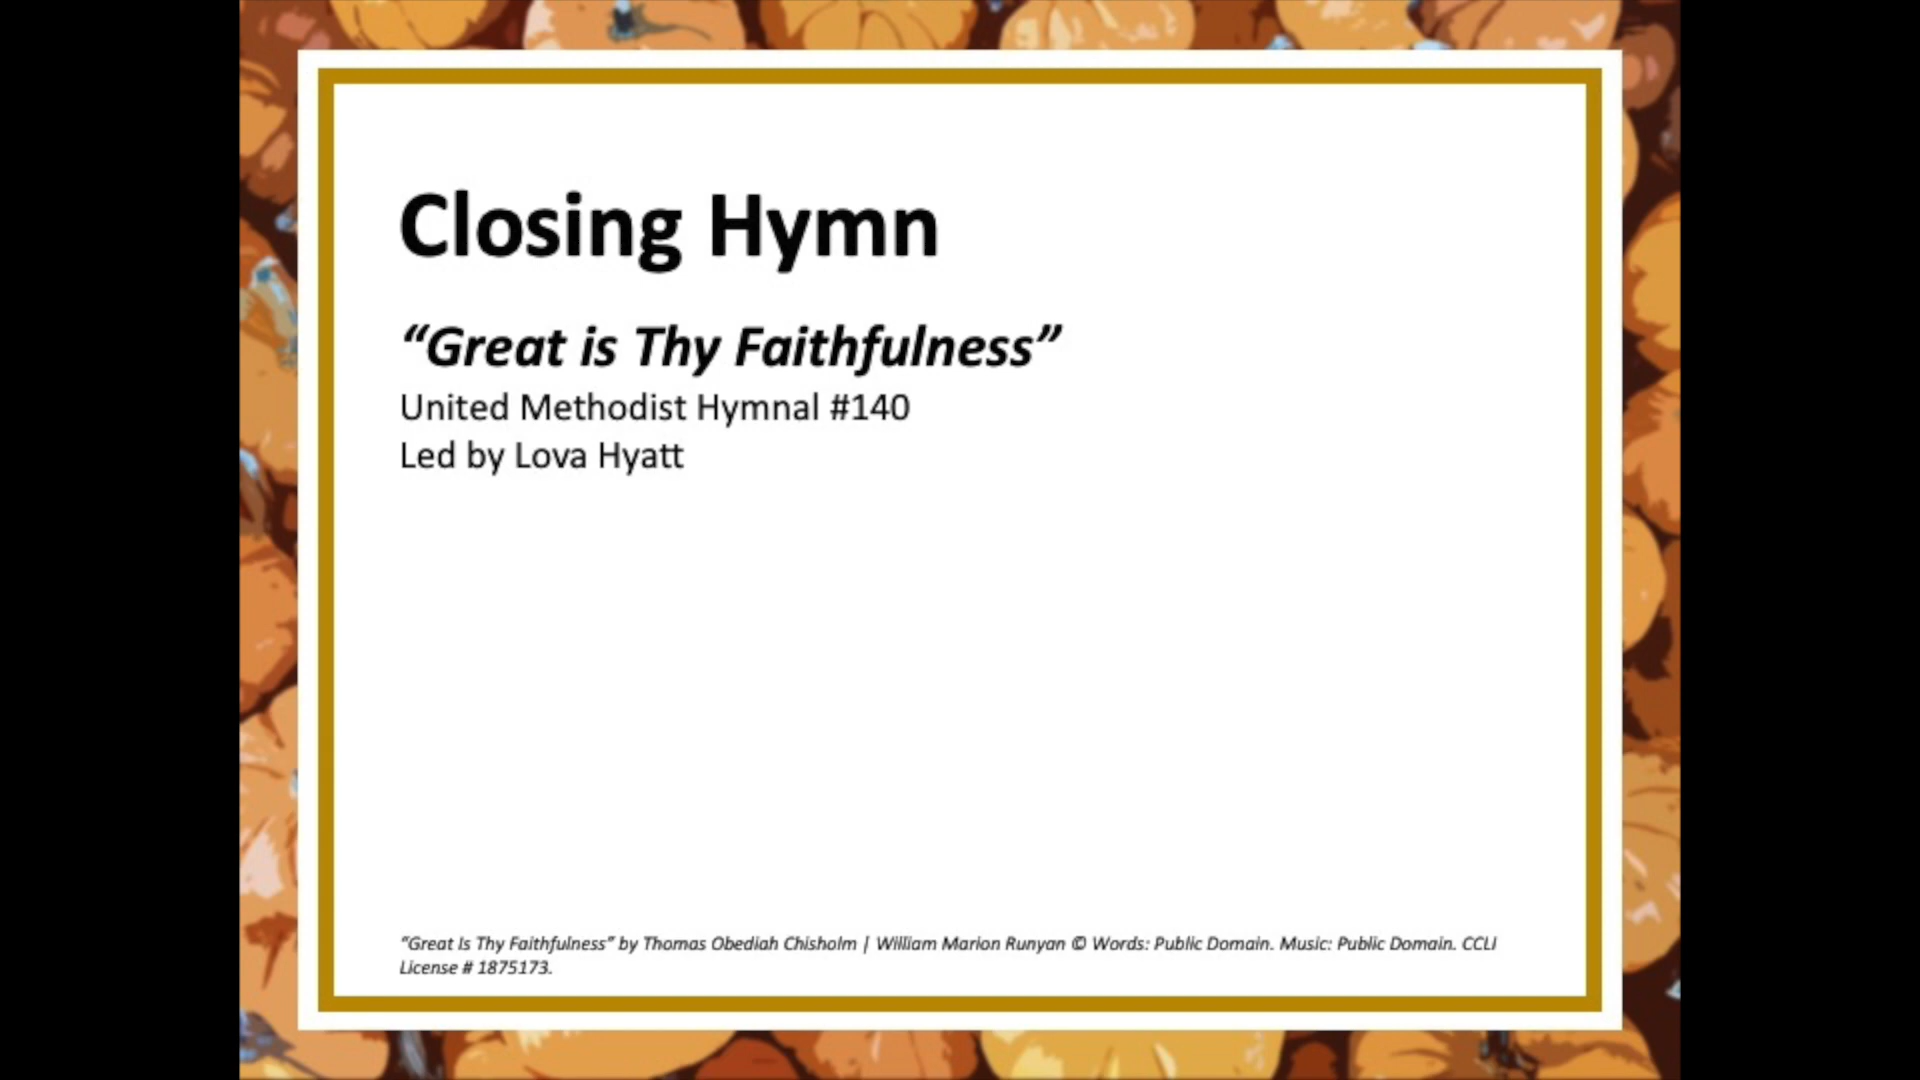 Closing Hymn
“Great is Thy Faithfulness”
United Methodist Hymnal #140
Led by Lova Hyatt
“Great Is Thy Faithfulness” by Thomas Obediah Chisholm | William Marion Runyan © Words: Public Domain. Music: Public Domain. CCLI
License # 1875173.